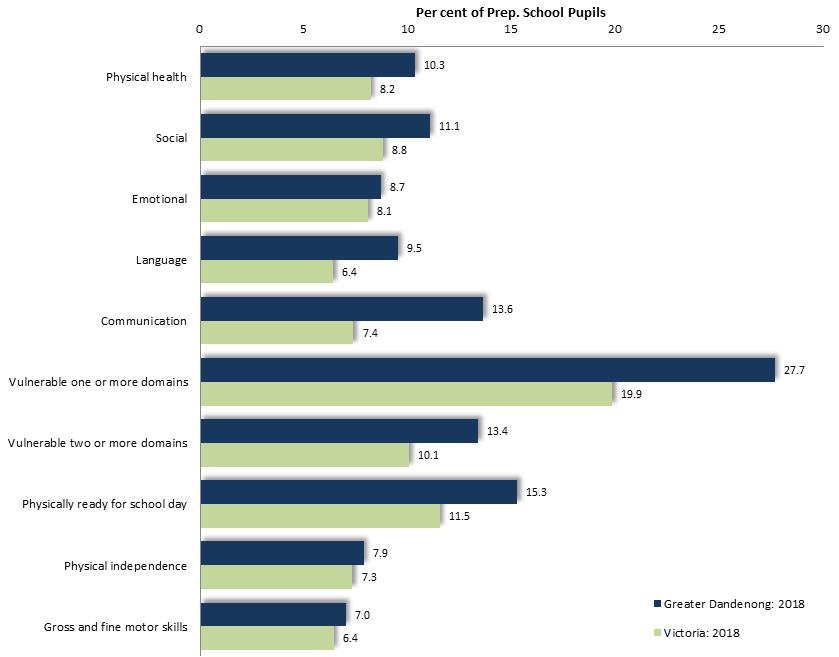 Per cent of Prep. School Pupils
0 5 10 15 20 25 30
Physical health 10.3
8.2
Social 11.1
8.8
Emotional 8.7
8.1
Language 9.5
6.4
Communication 13.6
7.4
Vulnerable one or more domains 27.7
19.9
Vulnerable two or more domains 13.4
10.1
Physically ready for school day 15.3
11.5
Physical independence 7.9
7.3
Gross and fine motor skills 7.0
6.4
Greater Dandenong: 2018
Victoria: 2018